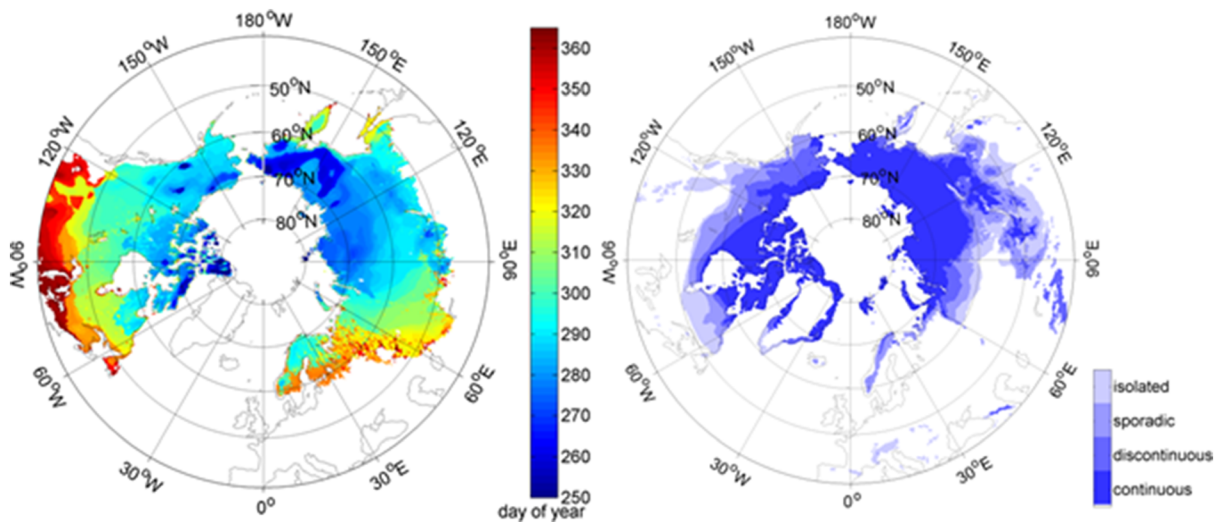 180°W
150°W
150°E
120°W
120°E
50°N
60°N
70°N
80°N
90°W
90°E
60°W
60°E
30°W
30°E
0°
360
350
340
330
320
310
300
290
280
270
260
250
day of year
180°W
150°W
150°E
120°W
120°E
50°N
60°N
70°N
80°N
90°W
90°E
60°W
60°E
30°W
30°E
0°
isolated
sporadic
discontinuous
continuous